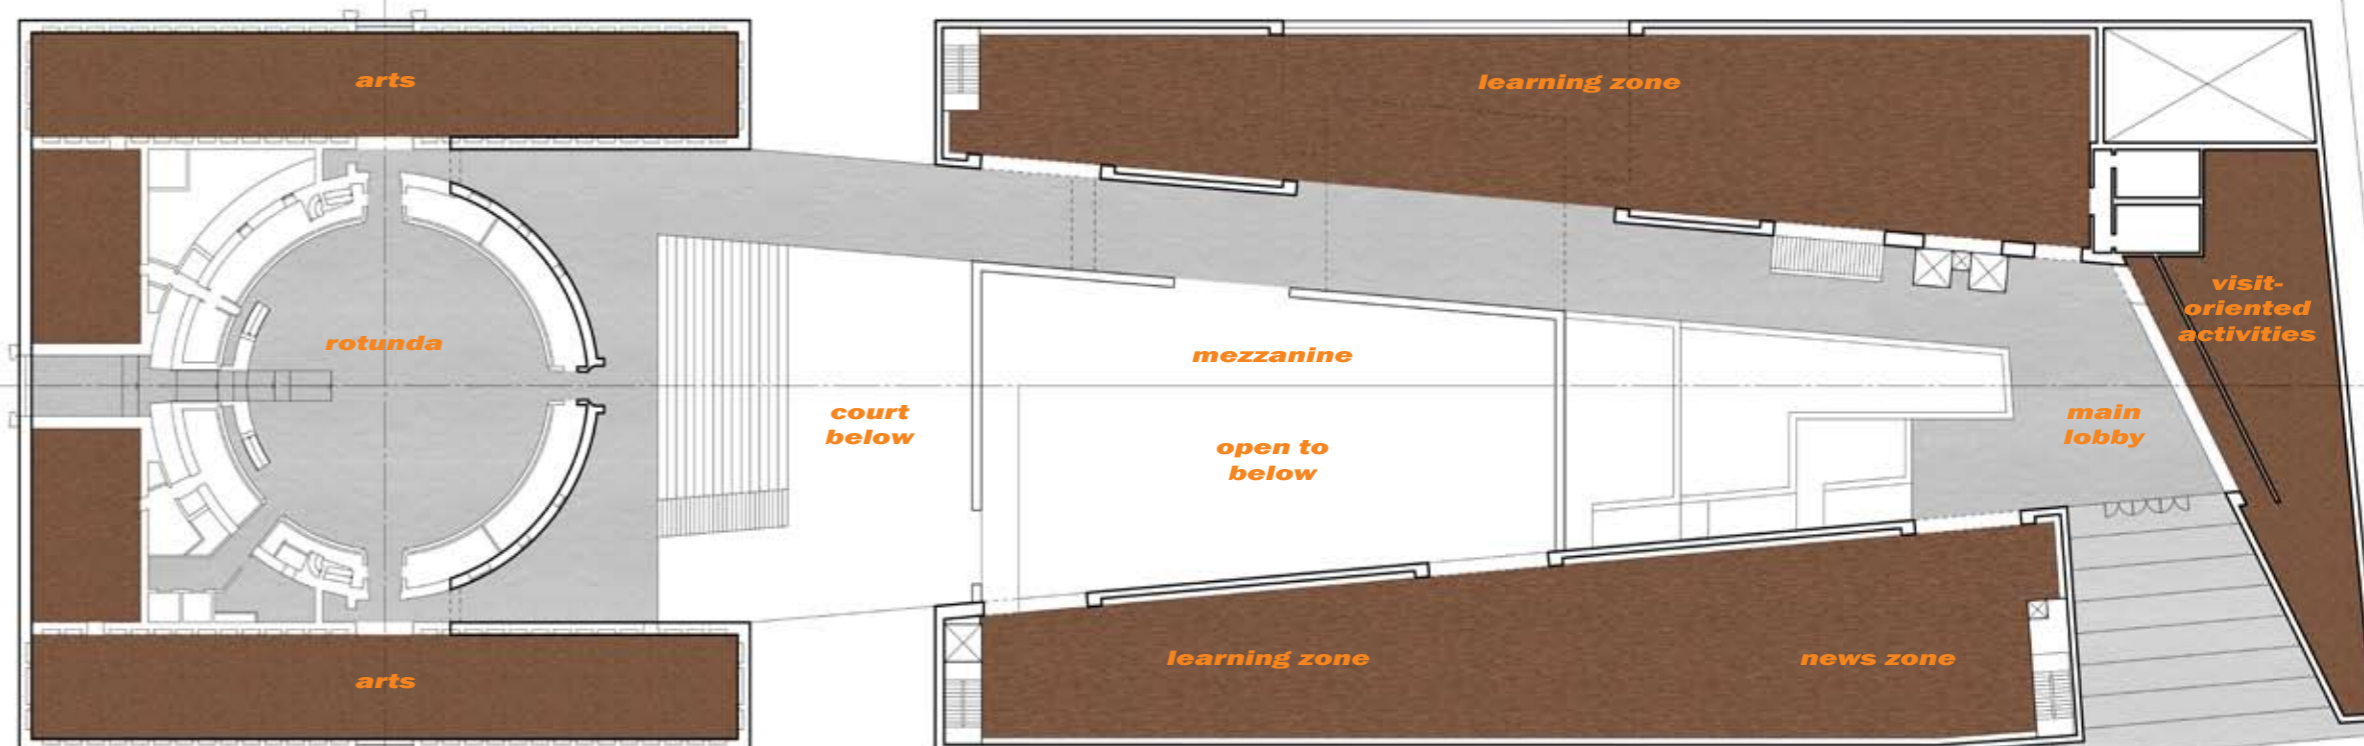 arts
learning zone
rotunda
visit-
oriented
activities
mezzanine
court
below
main
lobby
open to
below
arts
learning zone
news zone